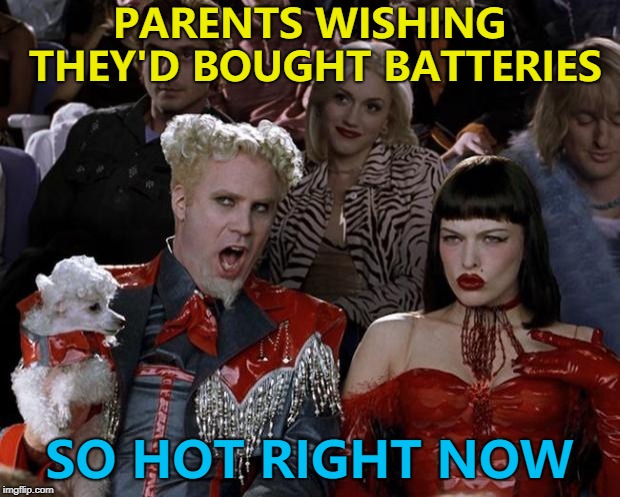 PARENTS WISHING
THEY'D BOUGHT BATTERIES
SO HOT RIGHT NOW
imgflip.com